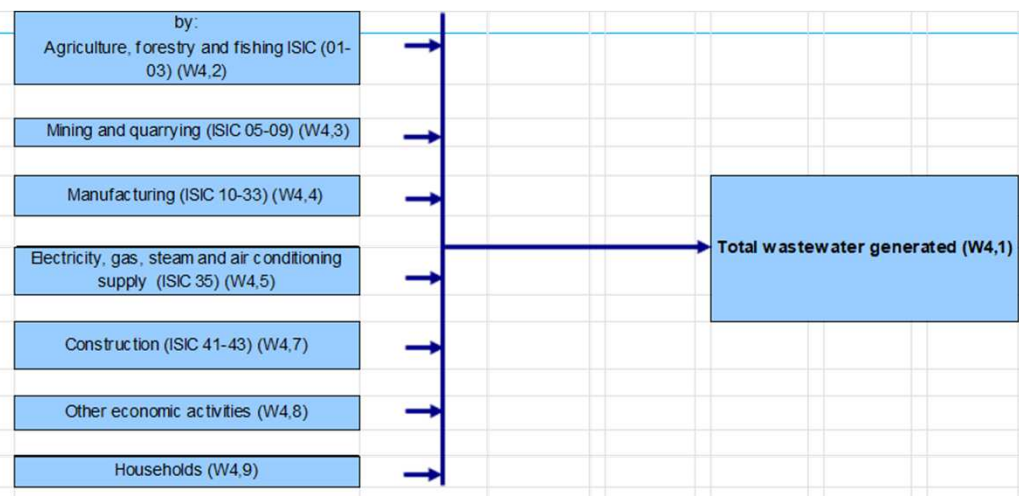 by:
Agriculture, forestry and fishing ISIC (01-
03) (W4,2)
Mining and quarrying (ISIC 05-09) (W4,3)
Manufacturing (ISIC 10-33) (W4,4)
Total wastewater generated (W4,1)
Electricity, gas, steam and air conditioning
supply (ISIC 35) (W4,5)
Construction (ISIC 41-43) (W4,7)
Other economic activities (W4,8)
Households (W4,9)